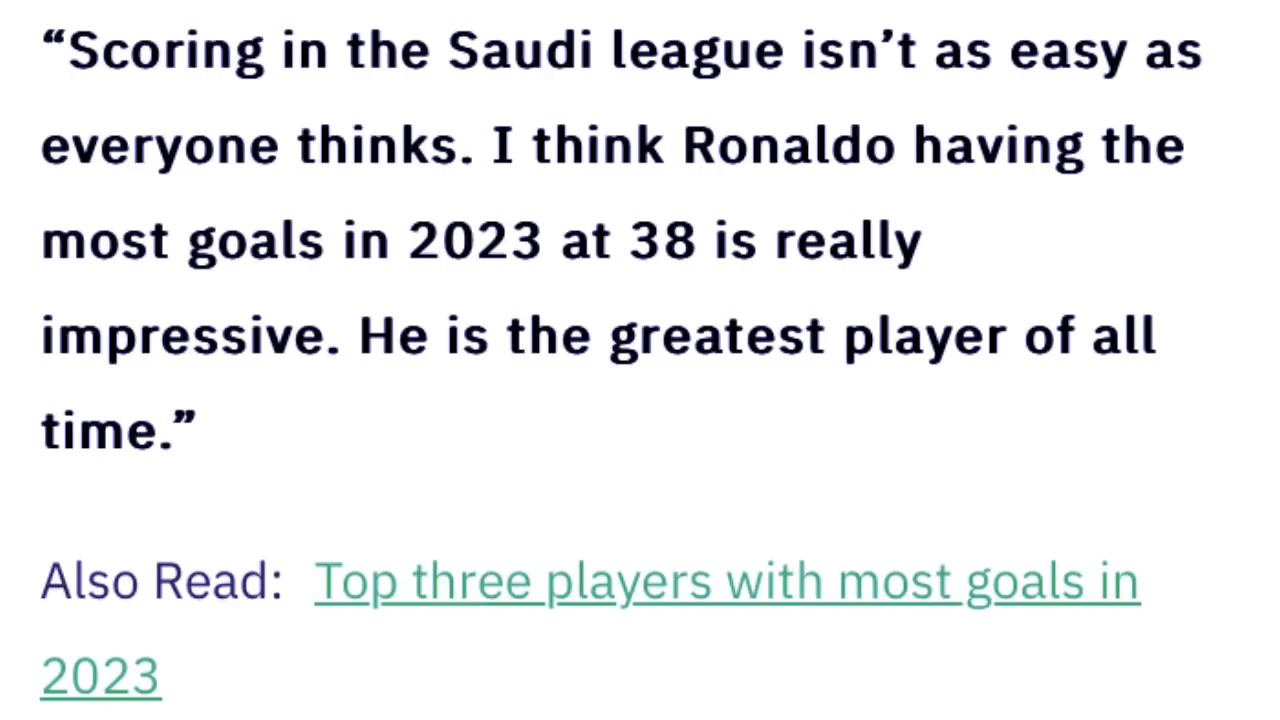 “Scoring in the Saudi league isn’t as easy as
everyone thinks. I think Ronaldo having the
most goals in 2023 at 38 is really
impressive. He is the greatest player of all
time.”
Also Read: Top three players with most goals in
2023